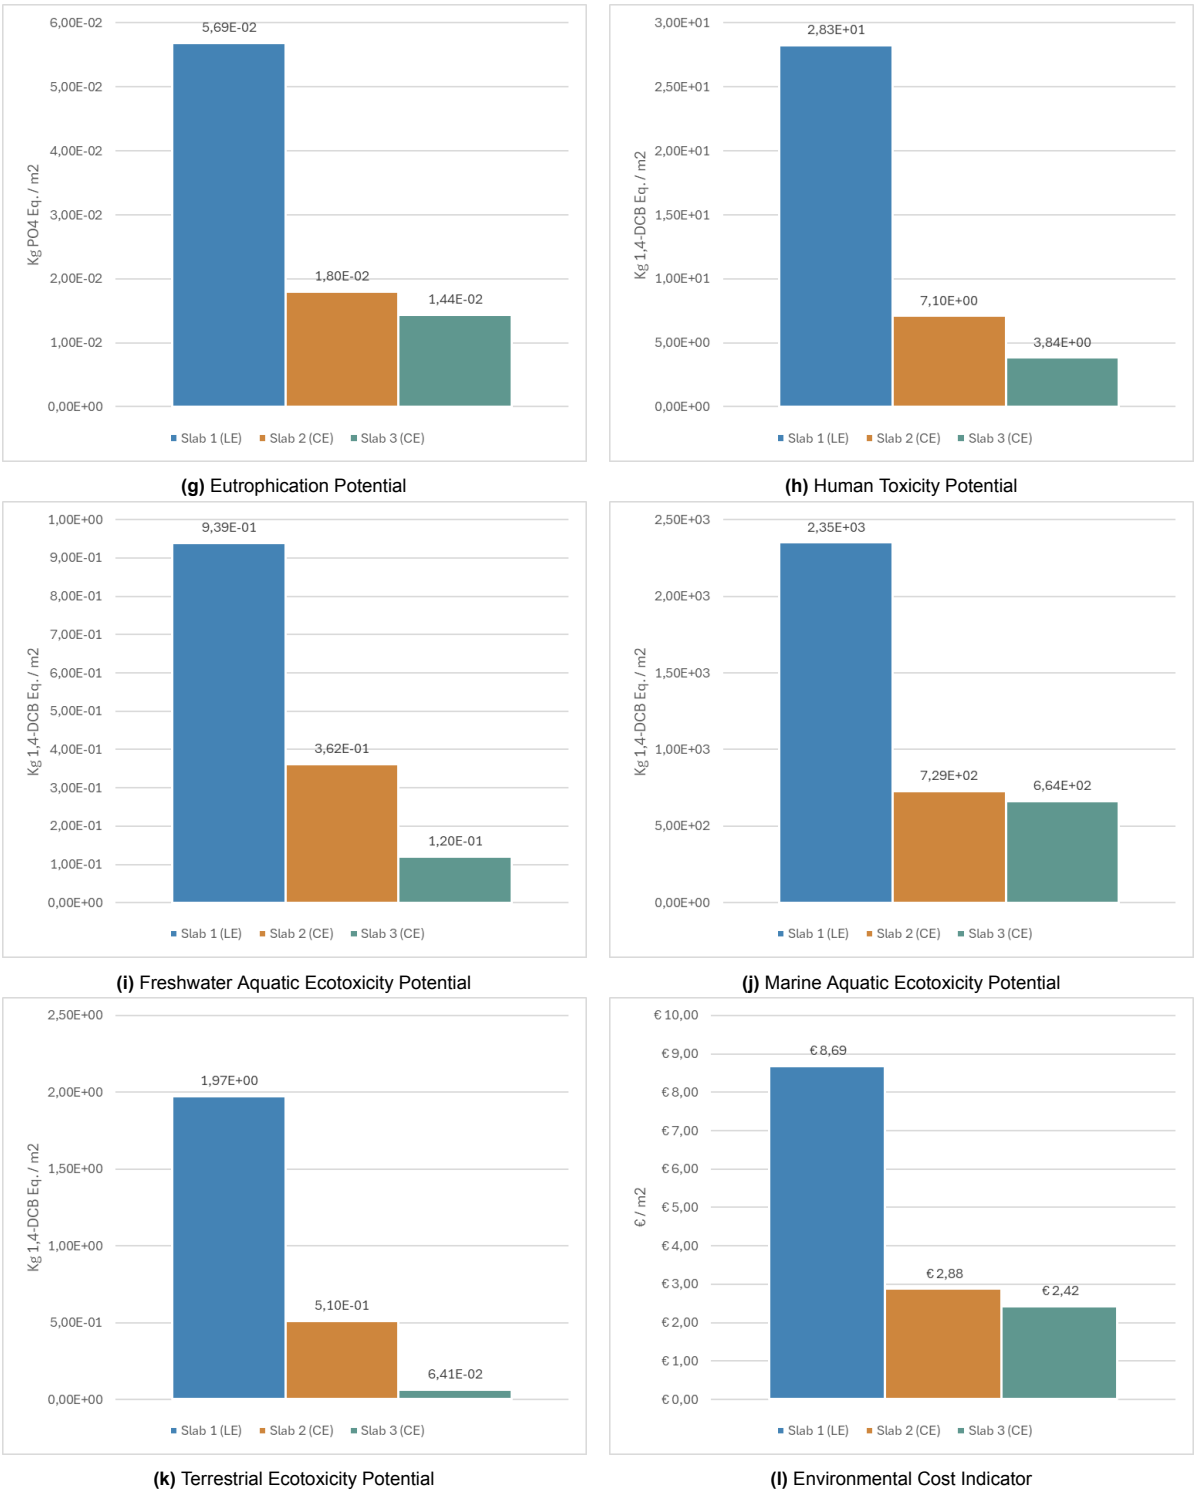 6,00E-02
5,00E-02
4,00E-02
3,00E-02
2,00E-02
1,00E-02
0,00E+00
Kg PO4 Eq. / m2
5,69E-02
1,80E-02
1,44E-02
Slab 1 (LE) Slab 2 (CE) Slab 3 (CE)
(g) Eutrophication Potential
3,00E+01
2,50E+01
2,00E+01
1,50E+01
1,00E+01
5,00E+00
0,00E+00
Kg 1,4-DCB Eq. / m2
2,83E+01
7,10E+00
3,84E+00
Slab 1 (LE) Slab 2 (CE) Slab 3 (CE)
(h) Human Toxicity Potential
1,00E+00
9,00E-01
8,00E-01
7,00E-01
6,00E-01
5,00E-01
4,00E-01
3,00E-01
2,00E-01
1,00E-01
0,00E+00
Kg 1,4-DCB Eq. / m2
9,39E-01
3,62E-01
1,20E-01
Slab 1 (LE) Slab 2 (CE) Slab 3 (CE)
(i) Freshwater Aquatic Ecotoxicity Potential
2,50E+03
2,00E+03
1,50E+03
1,00E+03
5,00E+02
0,00E+00
Kg 1,4-DCB Eq. / m2
2,35E+03
7,29E+02
6,64E+02
Slab 1 (LE) Slab 2 (CE) Slab 3 (CE)
(j) Marine Aquatic Ecotoxicity Potential
2,50E+00
2,00E+00
1,50E+00
1,00E+00
5,00E-01
0,00E+00
Kg 1,4-DCB Eq. / m2
1,97E+00
5,10E-01
6,41E-02
Slab 1 (LE) Slab 2 (CE) Slab 3 (CE)
(k) Terrestrial Ecotoxicity Potential
€ 10,00
€ 9,00
€ 8,00
€ 7,00
€ 6,00
€ 5,00
€ 4,00
€ 3,00
€ 2,00
€ 1,00
€ 0,00
€ / m2
€ 8,69
€ 2,88
€ 2,42
Slab 1 (LE) Slab 2 (CE) Slab 3 (CE)
(l) Environmental Cost Indicator